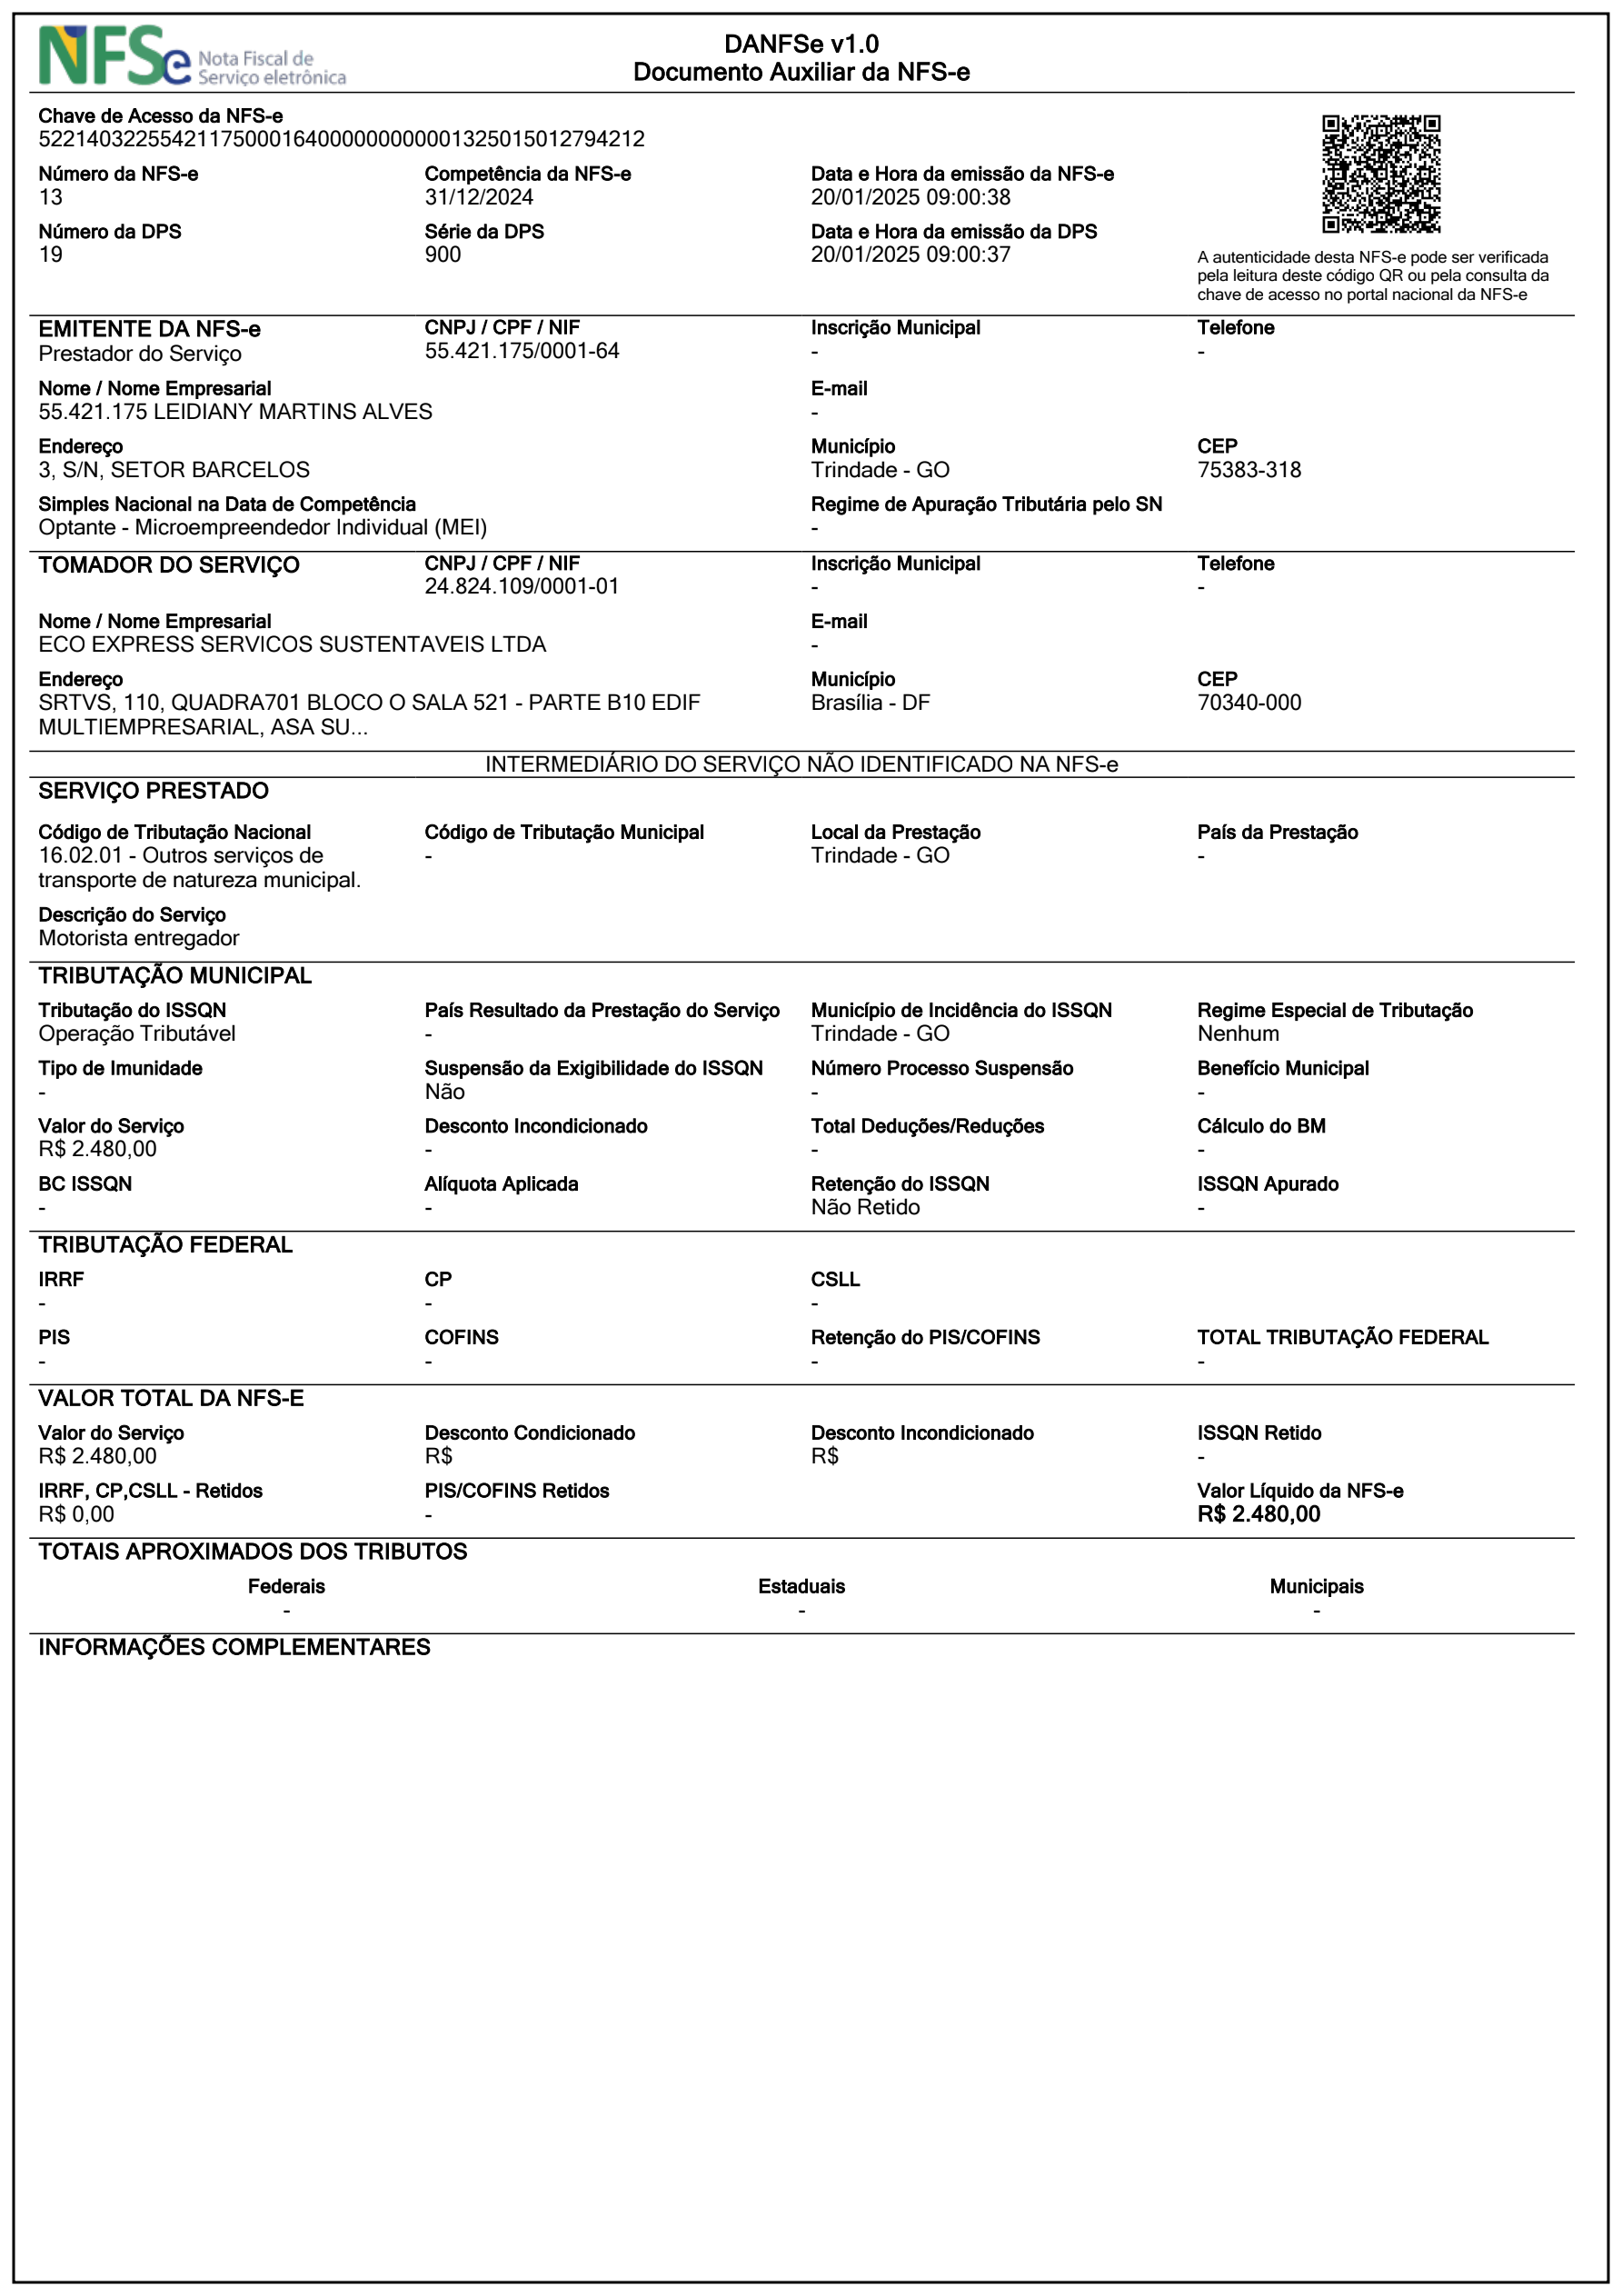 NFSe Nota Fiscal de
Serviço eletrônica
DANFSe v1.0
Documento Auxiliar da NFS-e
Chave de Acesso da NFS-e
52214032255421175000164000000000001325015012794212
Número da NFS-e Competência da NFS-e Data e Hora da emissão da NFS-e
13 31/12/2024 20/01/2025 09:00:38
Número da DPS Série da DPS Data e Hora da emissão da DPS
19 900 20/01/2025 09:00:37
A autenticidade desta NFS-e pode ser verificada
pela leitura deste código QR ou pela consulta da
chave de acesso no portal nacional da NFS-e
EMITENTE DA NFS-e CNPJ / CPF / NIF Inscrição Municipal Telefone
Prestador do Serviço 55.421.175/0001-64 - -
Nome / Nome Empresarial E-mail
55.421.175 LEIDIANY MARTINS ALVES -
Endereço Município CEP
3, S/N, SETOR BARCELOS Trindade - GO 75383-318
Simples Nacional na Data de Competência Regime de Apuração Tributária pelo SN
Optante - Microempreendedor Individual (MEI) -
TOMADOR DO SERVIÇO CNPJ / CPF / NIF Inscrição Municipal Telefone
24.824.109/0001-01 - -
Nome / Nome Empresarial E-mail
ECO EXPRESS SERVICOS SUSTENTAVEIS LTDA -
Endereço Município CEP
SRTVS, 110, QUADRA701 BLOCO O SALA 521 - PARTE B10 EDIF Brasília - DF 70340-000
MULTIEMPRESARIAL, ASA SU...
INTERMEDIÁRIO DO SERVIÇO NÃO IDENTIFICADO NA NFS-e
SERVIÇO PRESTADO
Código de Tributação Nacional Código de Tributação Municipal Local da Prestação País da Prestação
16.02.01 - Outros serviços de - Trindade - GO -
transporte de natureza municipal.
Descrição do Serviço
Motorista entregador
TRIBUTAÇÃO MUNICIPAL
Tributação do ISSQN País Resultado da Prestação do Serviço Município de Incidência do ISSQN Regime Especial de Tributação
Operação Tributável - Trindade - GO Nenhum
Tipo de Imunidade Suspensão da Exigibilidade do ISSQN Número Processo Suspensão Benefício Municipal
- Não - -
Valor do Serviço Desconto Incondicionado Total Deduções/Reduções Cálculo do BM
R$ 2.480,00 - - -
BC ISSQN Alíquota Aplicada Retenção do ISSQN ISSQN Apurado
- - Não Retido -
TRIBUTAÇÃO FEDERAL
IRRF CP CSLL
- - -
PIS COFINS Retenção do PIS/COFINS TOTAL TRIBUTAÇÃO FEDERAL
- - - -
VALOR TOTAL DA NFS-E
Valor do Serviço Desconto Condicionado Desconto Incondicionado ISSQN Retido
R$ 2.480,00 R$ R$ -
IRRF, CP,CSLL - Retidos PIS/COFINS Retidos Valor Líquido da NFS-e
R$ 0,00 - R$ 2.480,00
TOTAIS APROXIMADOS DOS TRIBUTOS
Federais Estaduais Municipais
- - -
INFORMAÇÕES COMPLEMENTARES